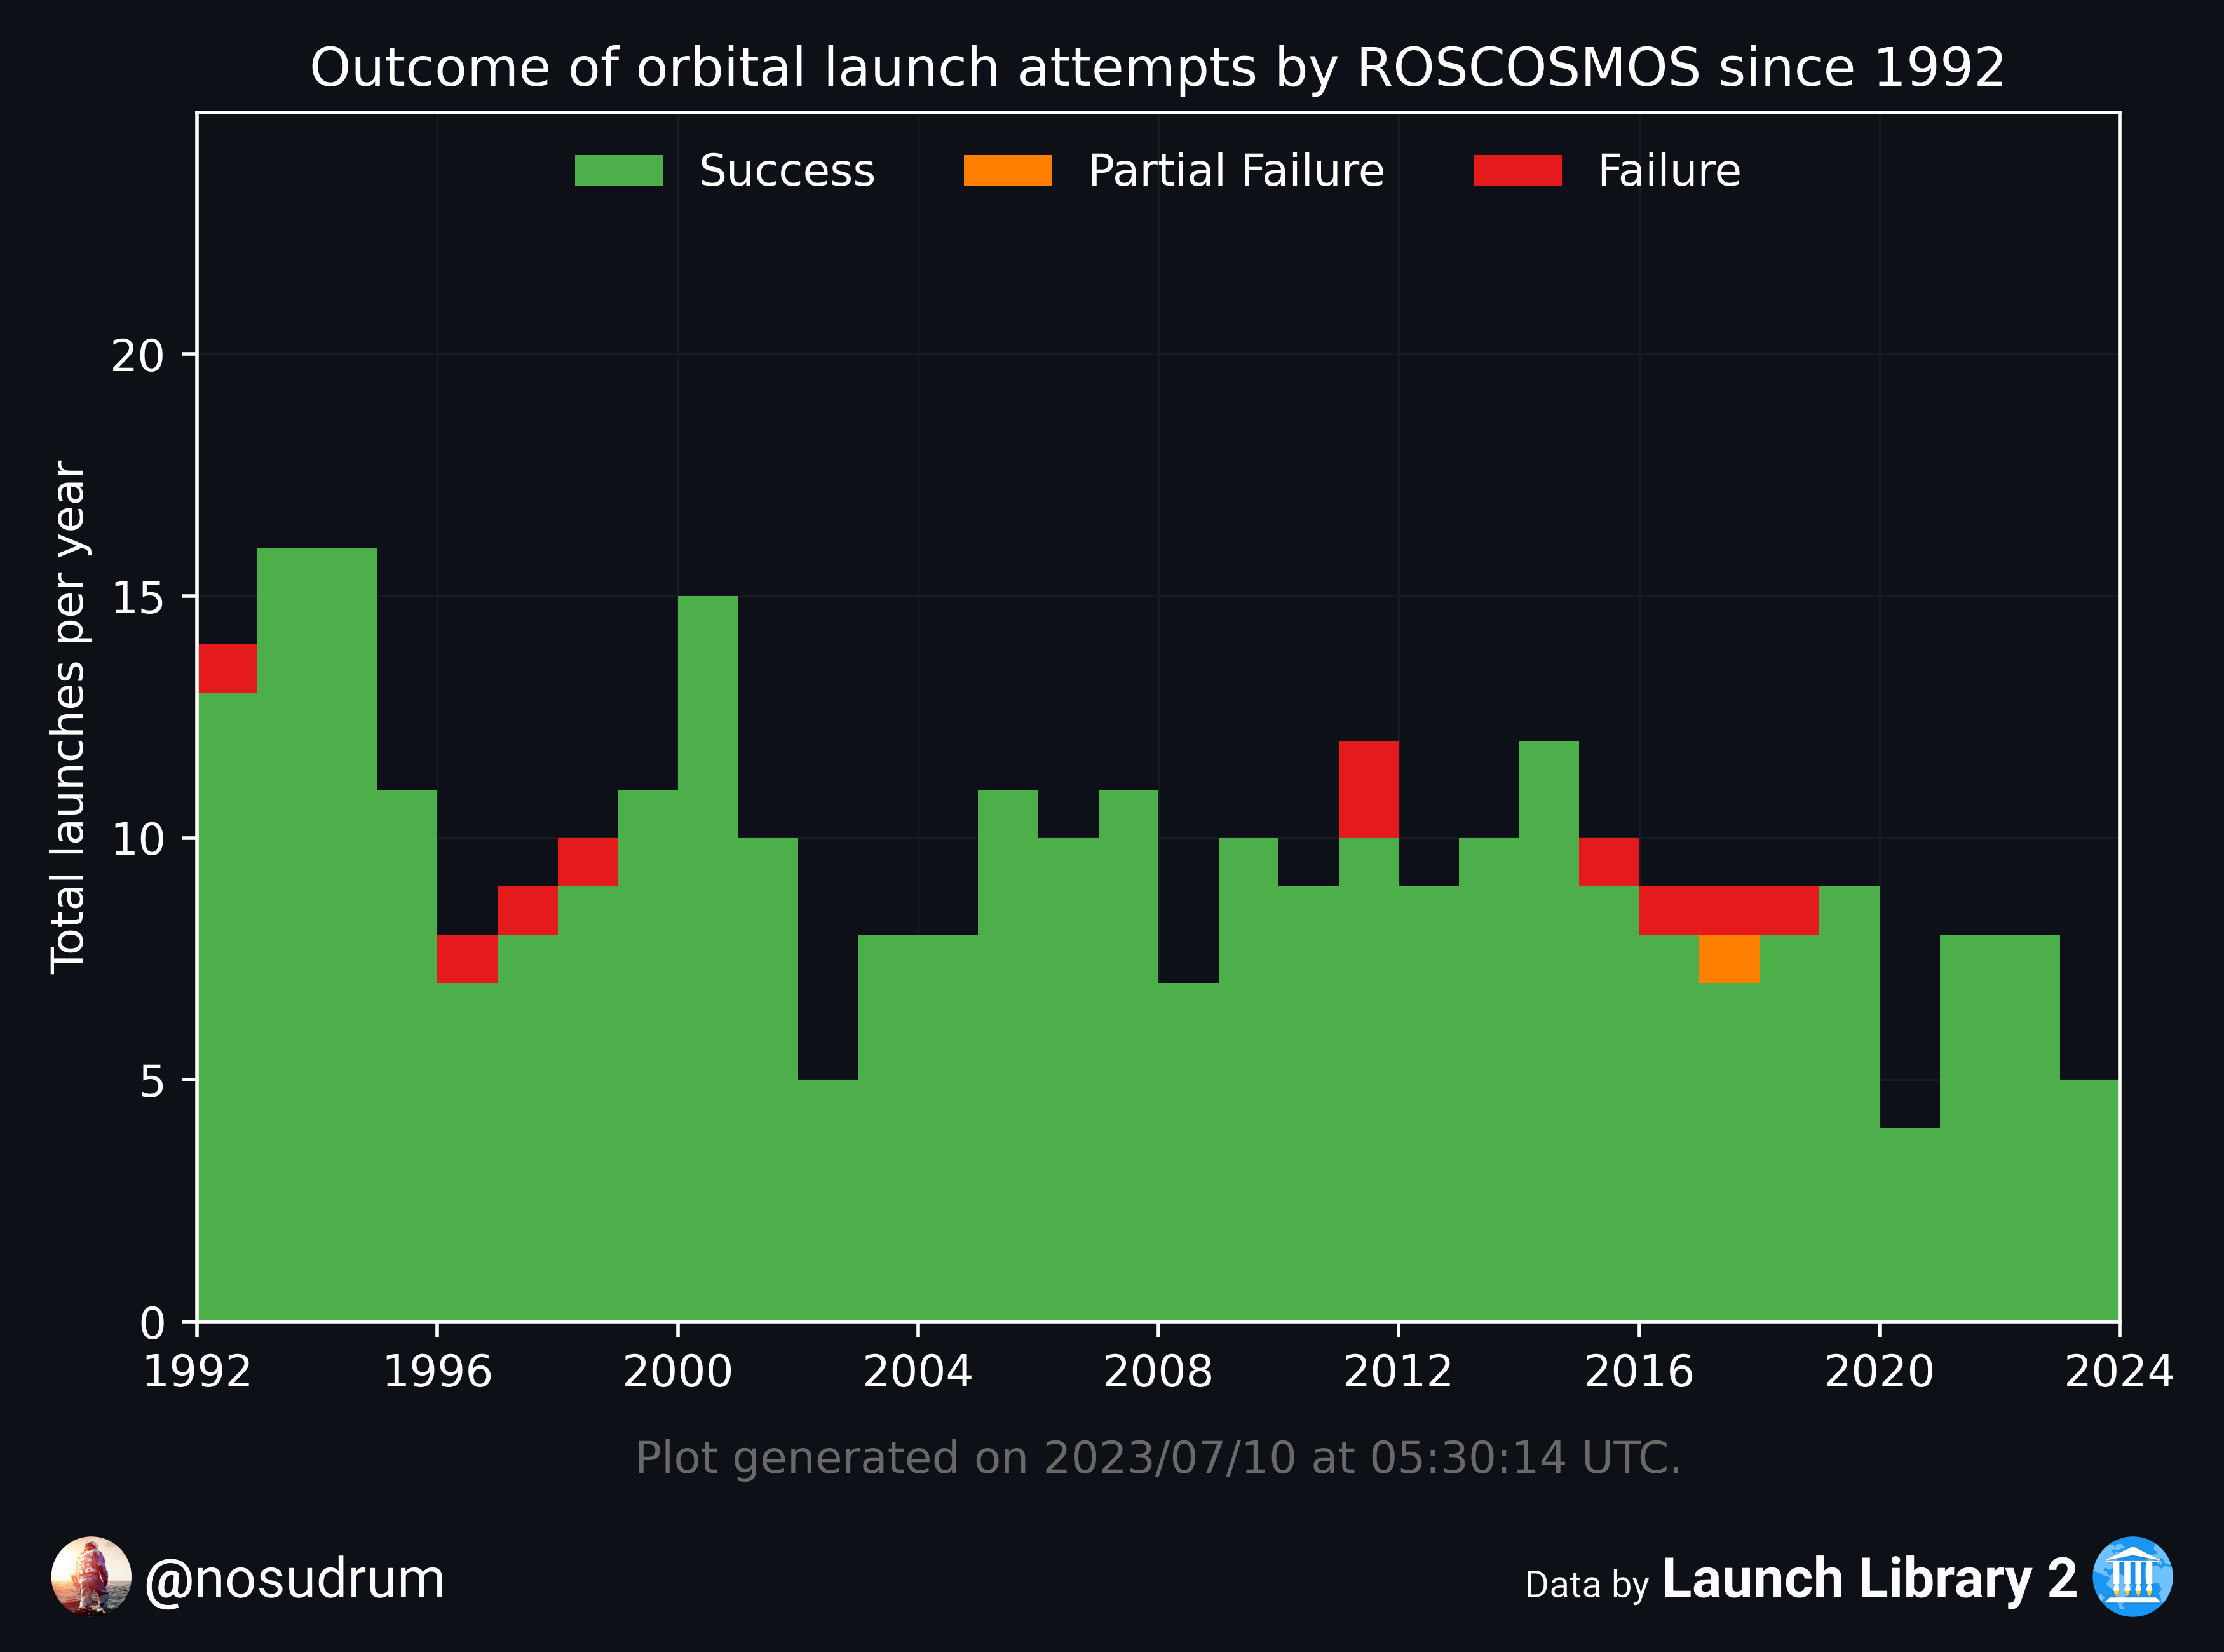 Outcome of orbital launch attempts by ROSCOSMOS since 1992
Success Partial Failure Failure
Total launches per year
20
15
10
5
0
1992 1996 2000 2004 2008 2012 2016 2020 2024
Plot generated on 2023/07/10 at 05:30:14 UTC.
@nosudrum
Data by Launch Library 2